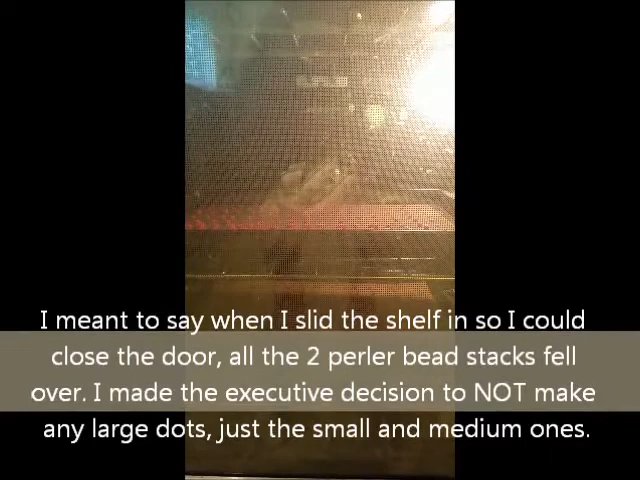 I meant to say when I slid the shelf in so I could
close the door, all the 2 perler bead stacks fell
over. I made the executive decision to NOT make
any large dots, just the small and medium ones.